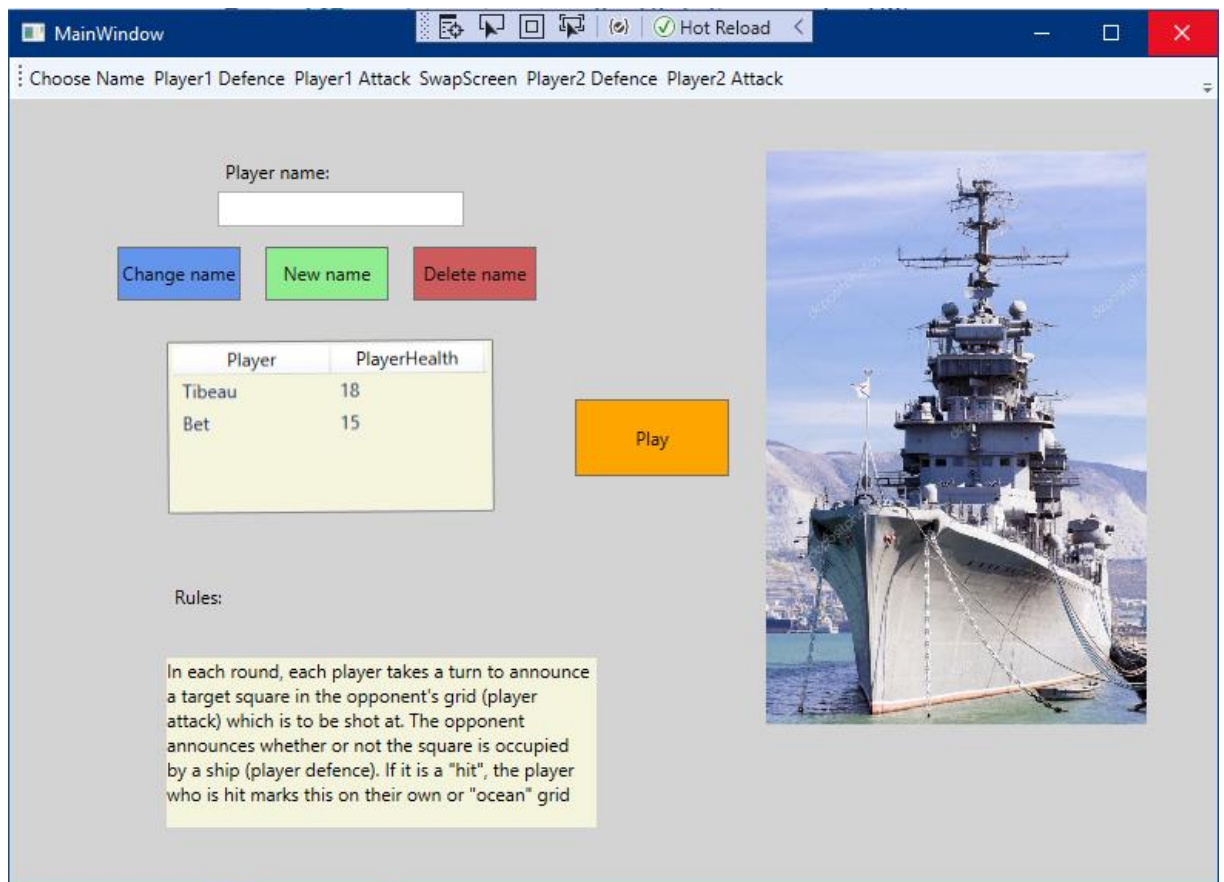 MainWindow
Hot Reload
Choose Name Player1 Defence Player1 Attack SwapScreen Player2 Defence Player2 Attack
Player name:
Change name New name Delete name
Player PlayerHealth
Tibeau 18
Bet 15
Play
Rules:
In each round, each player takes a turn to announce
a target square in the opponent's grid (player
attack) which is to be shot at. The opponent
announces whether or not the square is occupied
by a ship (player defence). If it is a "hit", the player
who is hit marks this on their own or "ocean" grid